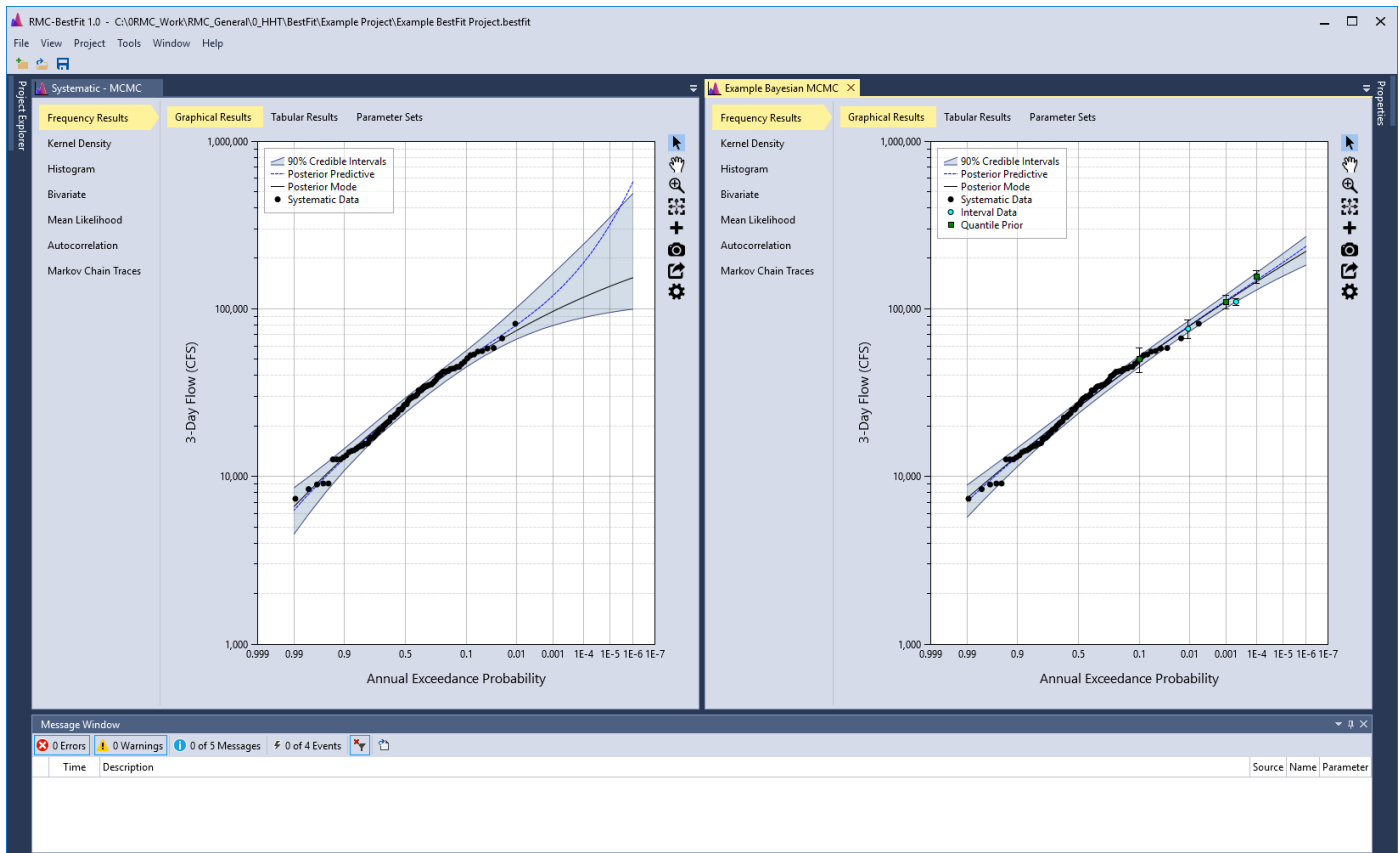 RMC-BestFit 1.0 - C:\0RMC_Work\RMC_General\0_HHT\BestFit\Example Project\Example BestFit Project.bestfit
File View Project Tools Window Help
Project Explorer
Systematic - MCMC
Frequency Results
Kernel Density
Histogram
Bivariate
Mean Likelihood
Autocorrelation
Markov Chain Traces
Graphical Results Tabular Results Parameter Sets
90% Credible Intervals
Posterior Predictive
Posterior Mode
Systematic Data
1,000,000
100,000
10,000
1,000
3-Day Flow (CFS)
0.999 0.99 0.9 0.5 0.1 0.01 0.001 1E-4 1E-5 1E-6 1E-7
Annual Exceedance Probability
Example Bayesian MCMC
Frequency Results
Kernel Density
Histogram
Bivariate
Mean Likelihood
Autocorrelation
Markov Chain Traces
Graphical Results Tabular Results Parameter Sets
90% Credible Intervals
Posterior Predictive
Posterior Mode
Systematic Data
Interval Data
Quantile Prior
1,000,000
100,000
10,000
1,000
3-Day Flow (CFS)
0.999 0.99 0.9 0.5 0.1 0.01 0.001 1E-4 1E-5 1E-6 1E-7
Annual Exceedance Probability
Properties
Message Window
0 Errors 0 Warnings 0 of 5 Messages 0 of 4 Events
Time Description Source Name Parameter